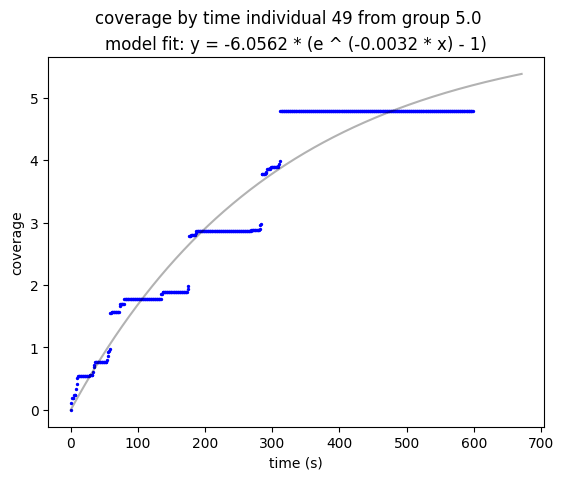 coverage by time individual 49 from group 5.0
model fit: y = -6.0562 * (e ^ (-0.0032 * x) - 1)
5
4
3
2
1
0
coverage
0 100 200 300 400 500 600 700
time (s)